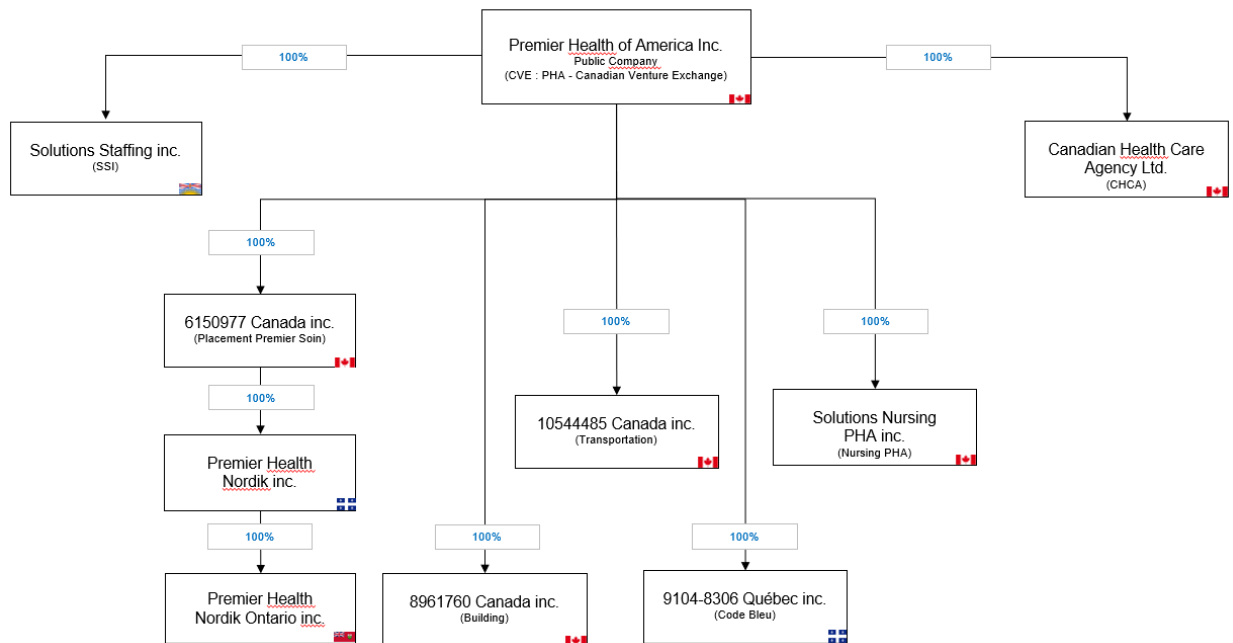 Premier Health of America Inc.
Public Company
(CVE : PHA - Canadian Venture Exchange)
100%
100%
Solutions Staffing inc.
(SSI)
Canadian Health Care
Agency Ltd.
(CHCA)
100%
6150977 Canada inc.
(Placement Premier Soin)
100%
100%
100%
Premier Health
Nordik inc.
10544485 Canada inc.
(Transportation)
Solutions Nursing
PHA inc.
(Nursing PHA)
100%
100%
100%
Premier Health
Nordik Ontario inc.
8961760 Canada inc.
(Building)
9104-8306 Québec inc.
(Code Bleu)